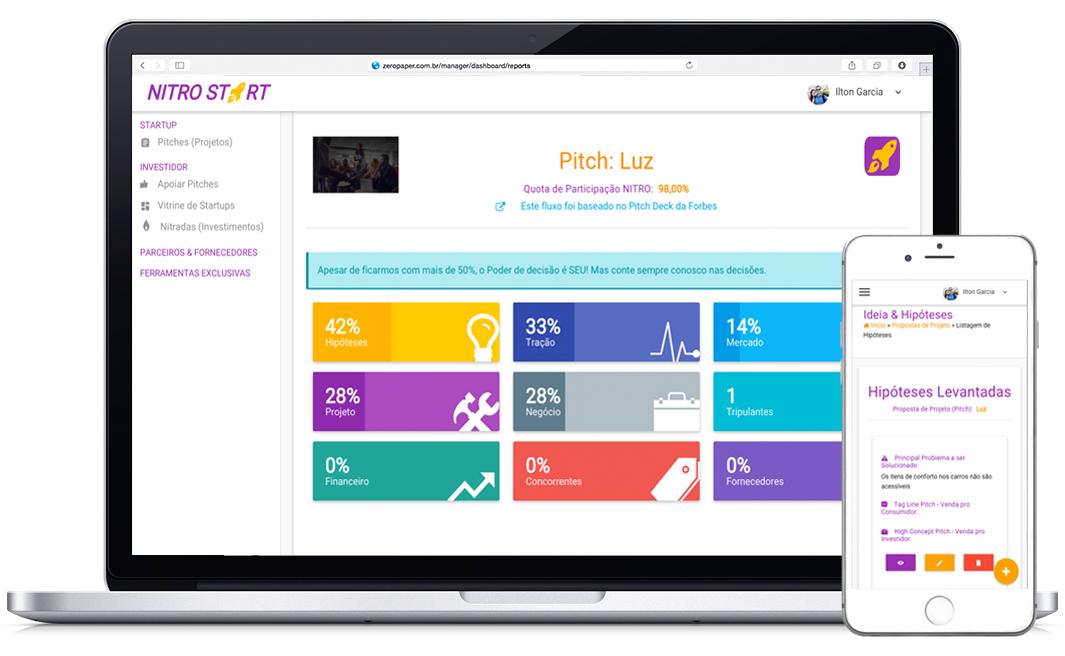 zeropaper.com.br/manager/dashboard/reports
NITRO START
Ilton Garcia
STARTUP
Pitches (Projetos)
INVESTIDOR
Apoiar Pitches
Vitrine de Startups
Nitradas (Investimentos)
PARCEIROS & FORNECEDORES
FERRAMENTAS EXCLUSIVAS
Pitch: Luz
Quota de Participação NITRO: 98,00%
Este fluxo foi baseado no Pitch Deck da Forbes
Apesar de ficarmos com mais de 50%, o Poder de decisão é SEU! Mas conte sempre conosco nas decisões.
42%
Hipóteses
33%
Tração
14%
Mercado
28%
Projeto
28%
Negócio
1
Tripulantes
0%
Financeiro
0%
Concorrentes
0%
Fornecedores
Ilton Garcia
Ideia & Hipóteses
Início » Propostas de Projeto » Listagem de
Hipóteses
Hipóteses Levantadas
Proposta de Projeto (Pitch): Luz
Principal Problema a ser
Solucionado:
Os itens de conforto nos carros não são
acessíveis
Tag Line Pitch - Venda pro
Consumidor:
High Concept Pitch - Venda pro
Investidor: